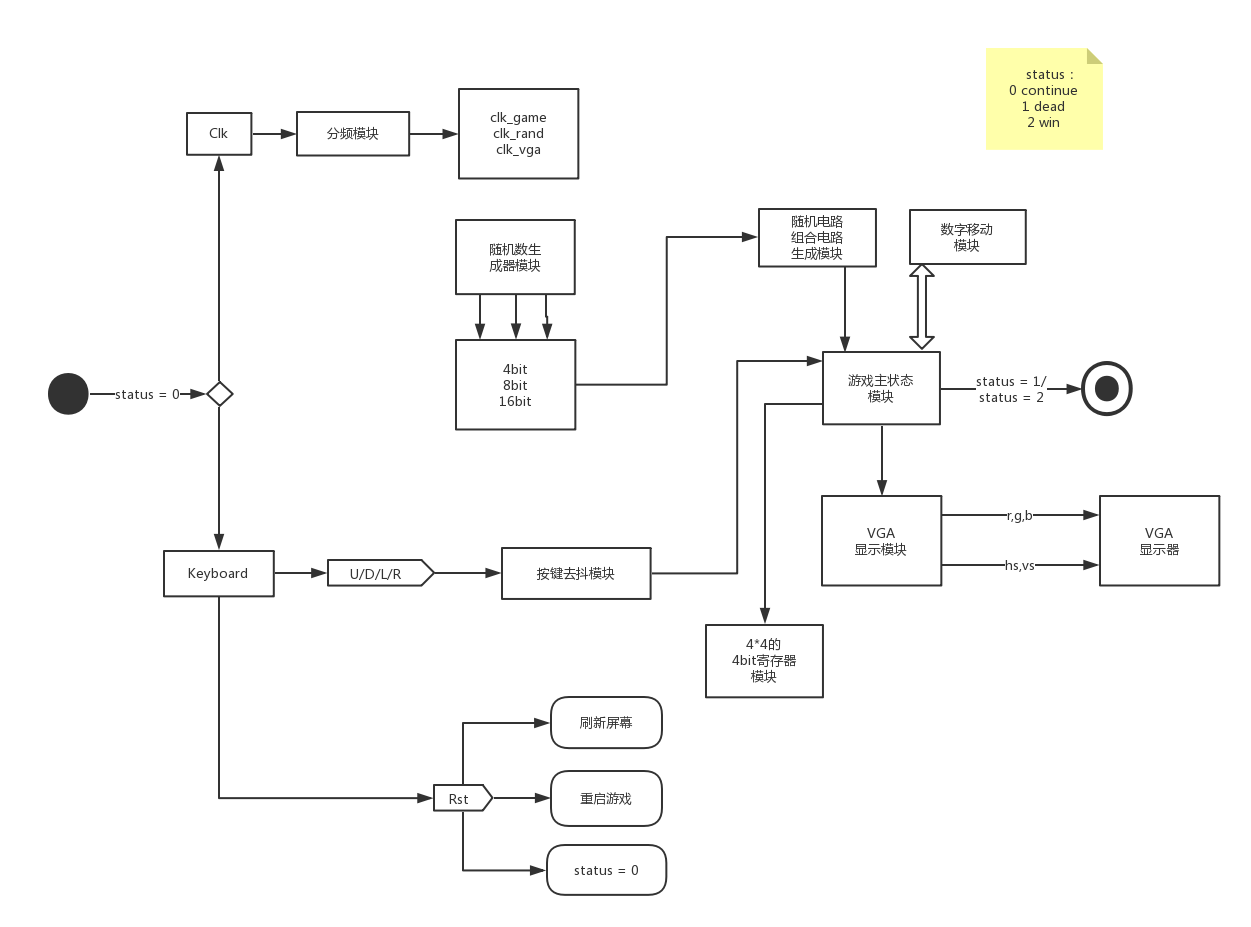 status :
0 continue
1 dead
2 win
Clk
分频模块
clk_game
clk_rand
clk_vga
随机数生
成器模块
4bit
8bit
16bit
随机电路
组合电路
生成模块
数字移动
模块
status = 0
游戏主状态
模块
status = 1/
status = 2
VGA
显示模块
r,g,b
hs,vs
VGA
显示器
Keyboard
U/D/L/R
按键去抖模块
4*4的
4bit寄存器
模块
刷新屏幕
Rst
重启游戏
status = 0